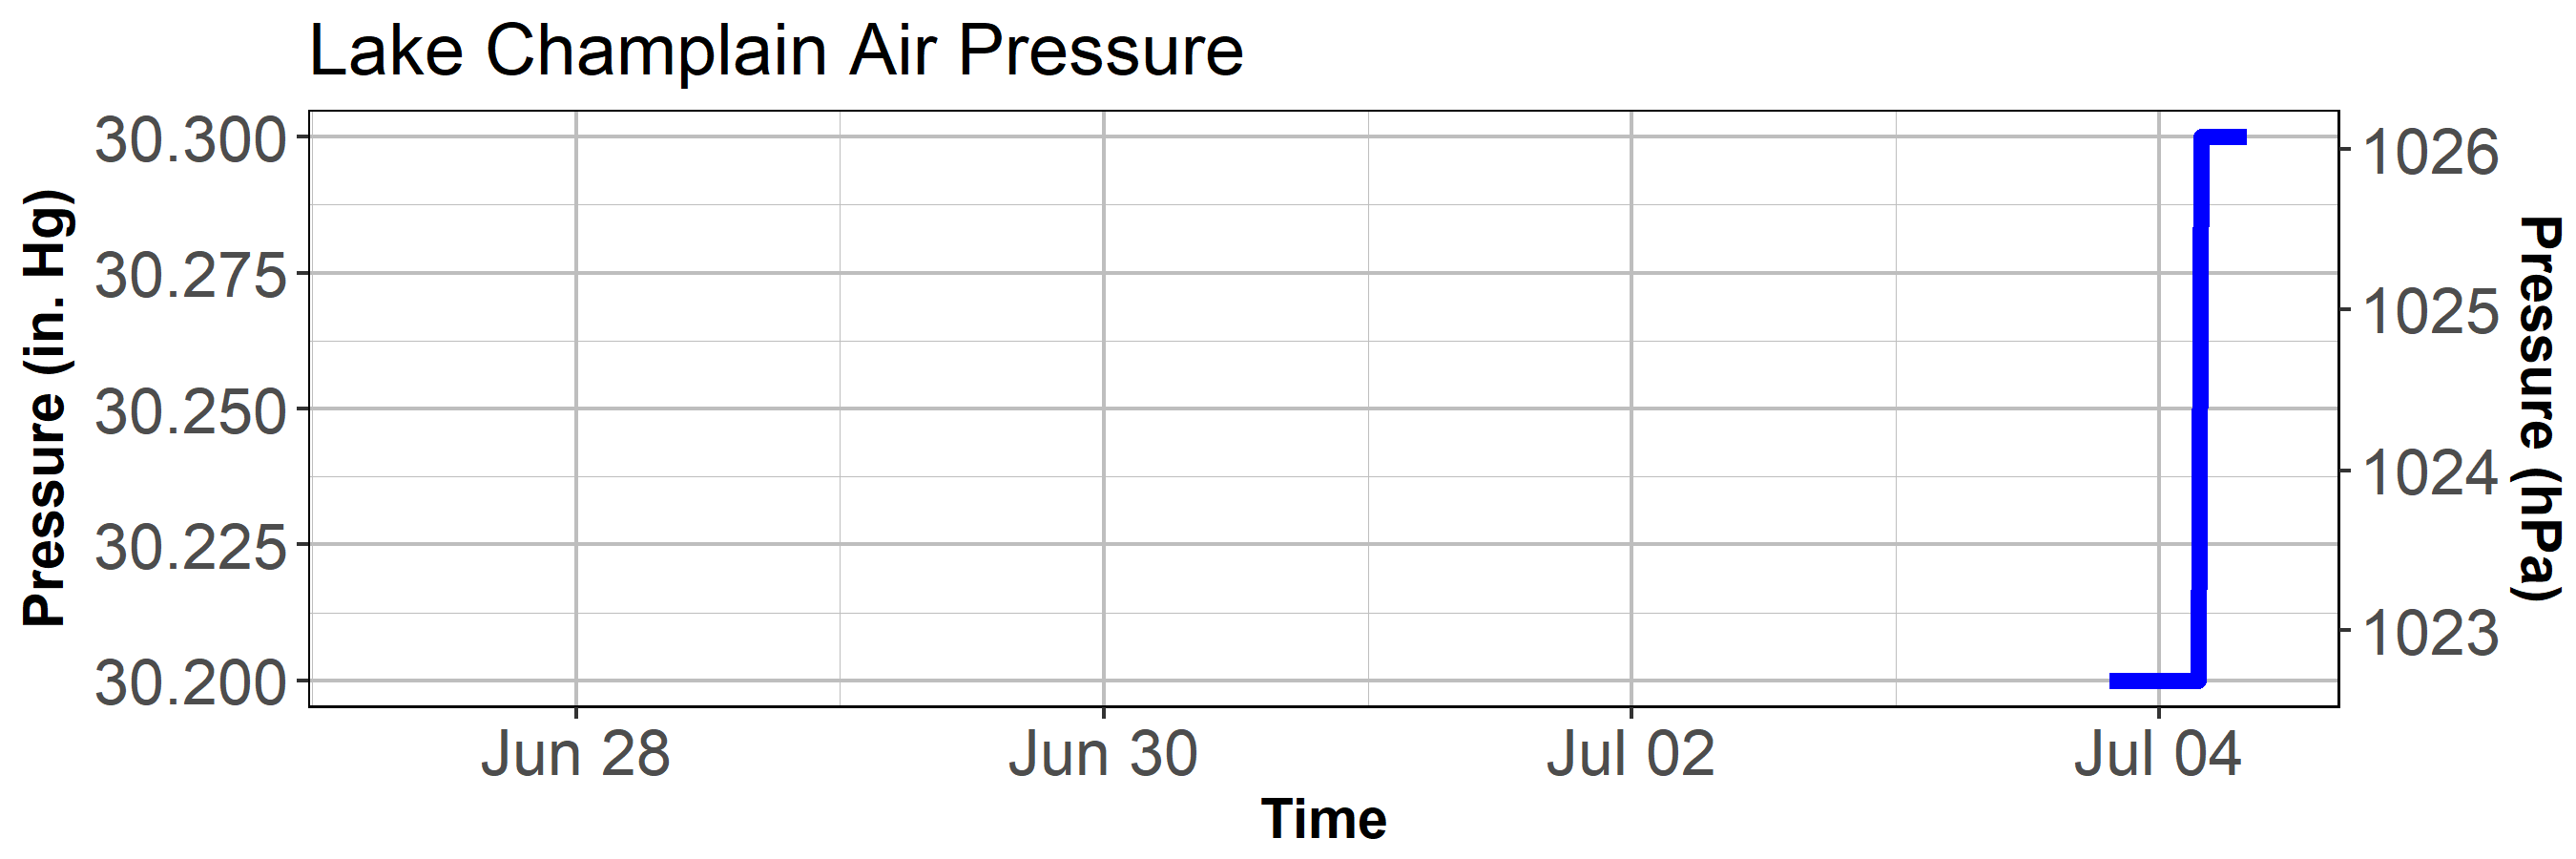 Lake Champlain Air Pressure
Pressure (in. Hg)
30.300
30.275
30.250
30.225
30.200
1026
1025
1024
1023
Pressure (hPa)
Jun 28
Jun 30
Jul 02
Jul 04
Time